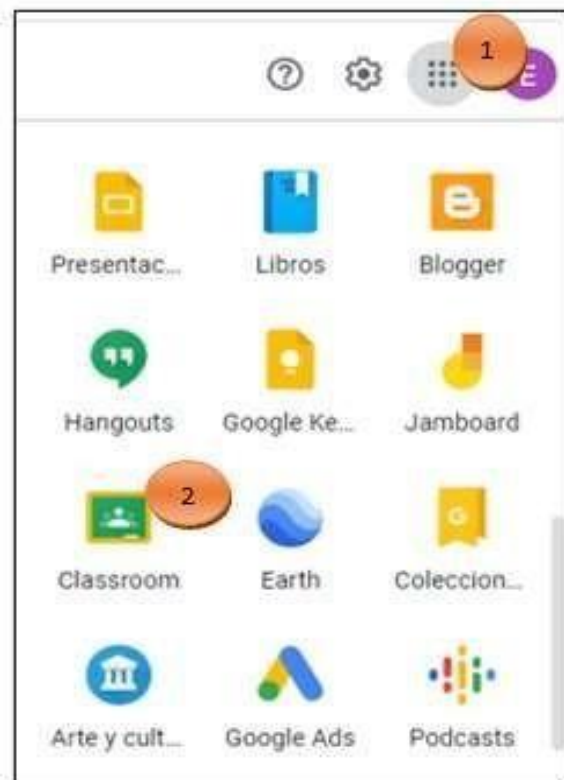 1
E
Presentac...
Libros
Blogger
Hangouts
Google Ke...
Jamboard
2
G
Classroom
Earth
Coleccion...
Arte y cult...
Google Ads
Podcasts